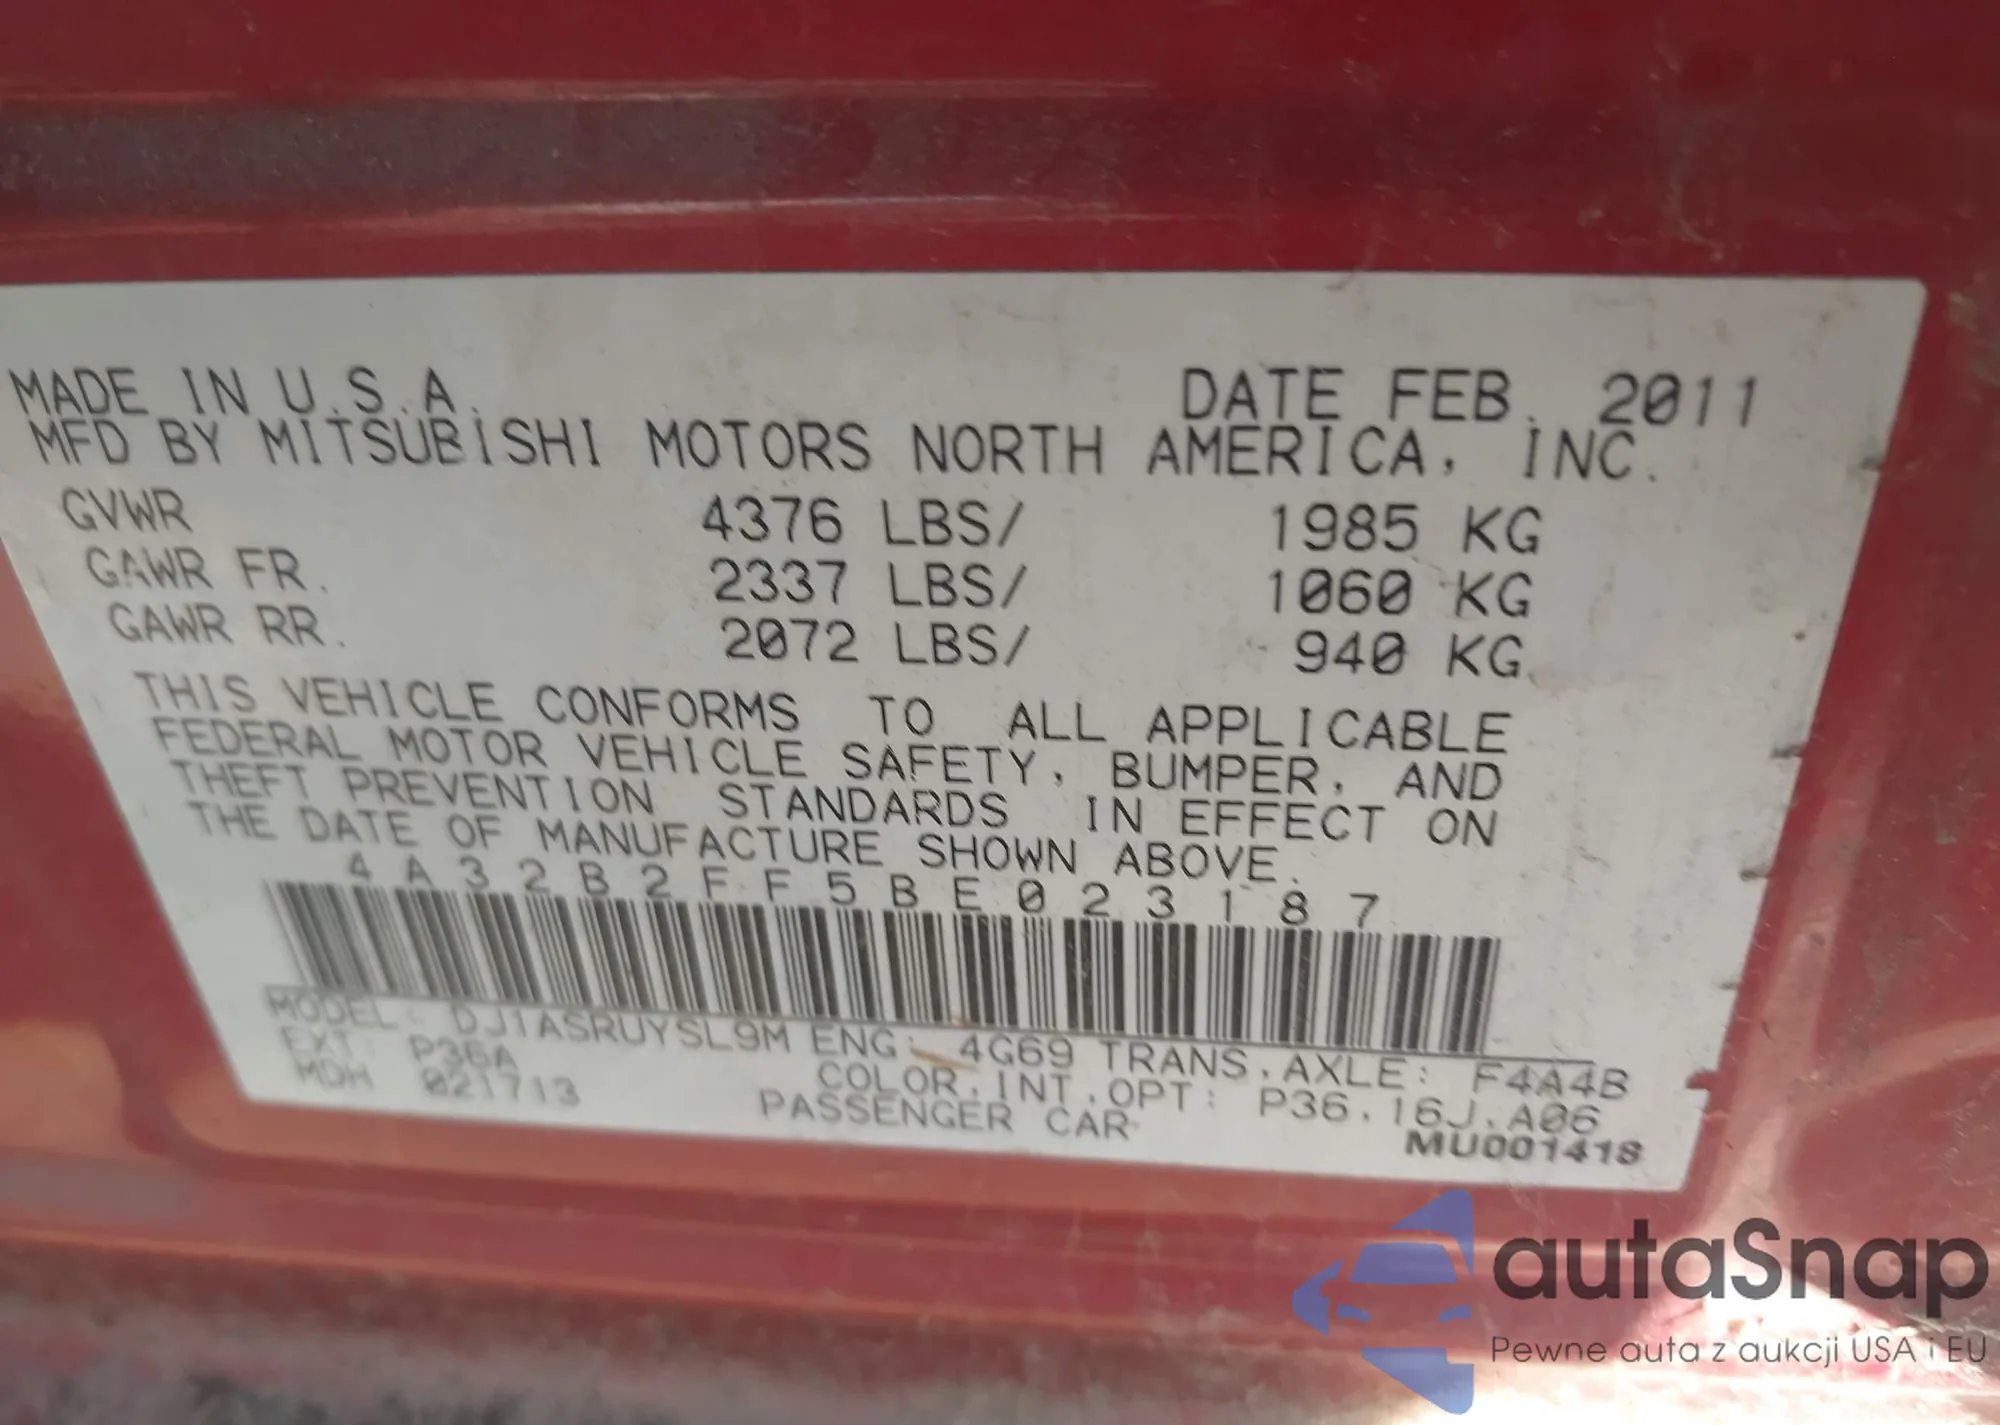 MADE IN U.S.A. DATE FEB. 2011
MFD BY MITSUBISHI MOTORS NORTH AMERICA, INC.
GVWR 4376 LBS/ 1985 KG
GAWR FR. 2337 LBS/ 1060 KG
GAWR RR. 2072 LBS/ 940 KG
THIS VEHICLE CONFORMS TO ALL APPLICABLE
FEDERAL MOTOR VEHICLE SAFETY, BUMPER, AND
THEFT PREVENTION STANDARDS IN EFFECT ON
THE DATE OF MANUFACTURE SHOWN ABOVE.
4A32B2FF5BE023187
MODEL: DJ1ASRUYSL9M ENG: 4G69 TRANS.AXLE: F4A4B
EXT: P36A COLOR.INT.OPT: P36.16J.A06
MDH 021713 PASSENGER CAR
MU001418
autaSnap
Pewne auta z aukcji USA i EU